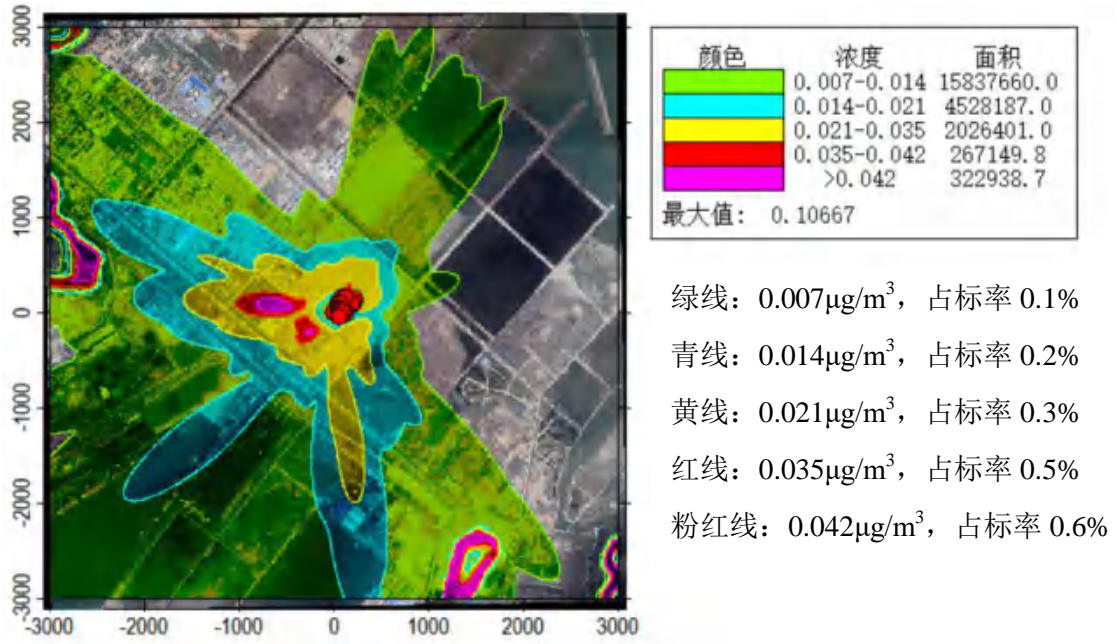 3000
2000
1000
0
-1000
-2000
-3000
-3000 -2000 -1000 0 1000 2000 3000
颜色 浓度 面积
0.007-0.014 15837660.0
0.014-0.021 4528187.0
0.021-0.035 2026401.0
0.035-0.042 267149.8
>0.042 322938.7
最大值: 0.10667
绿线：0.007μg/m³，占标率 0.1%
青线：0.014μg/m³，占标率 0.2%
黄线：0.021μg/m³，占标率 0.3%
红线：0.035μg/m³，占标率 0.5%
粉红线：0.042μg/m³，占标率 0.6%